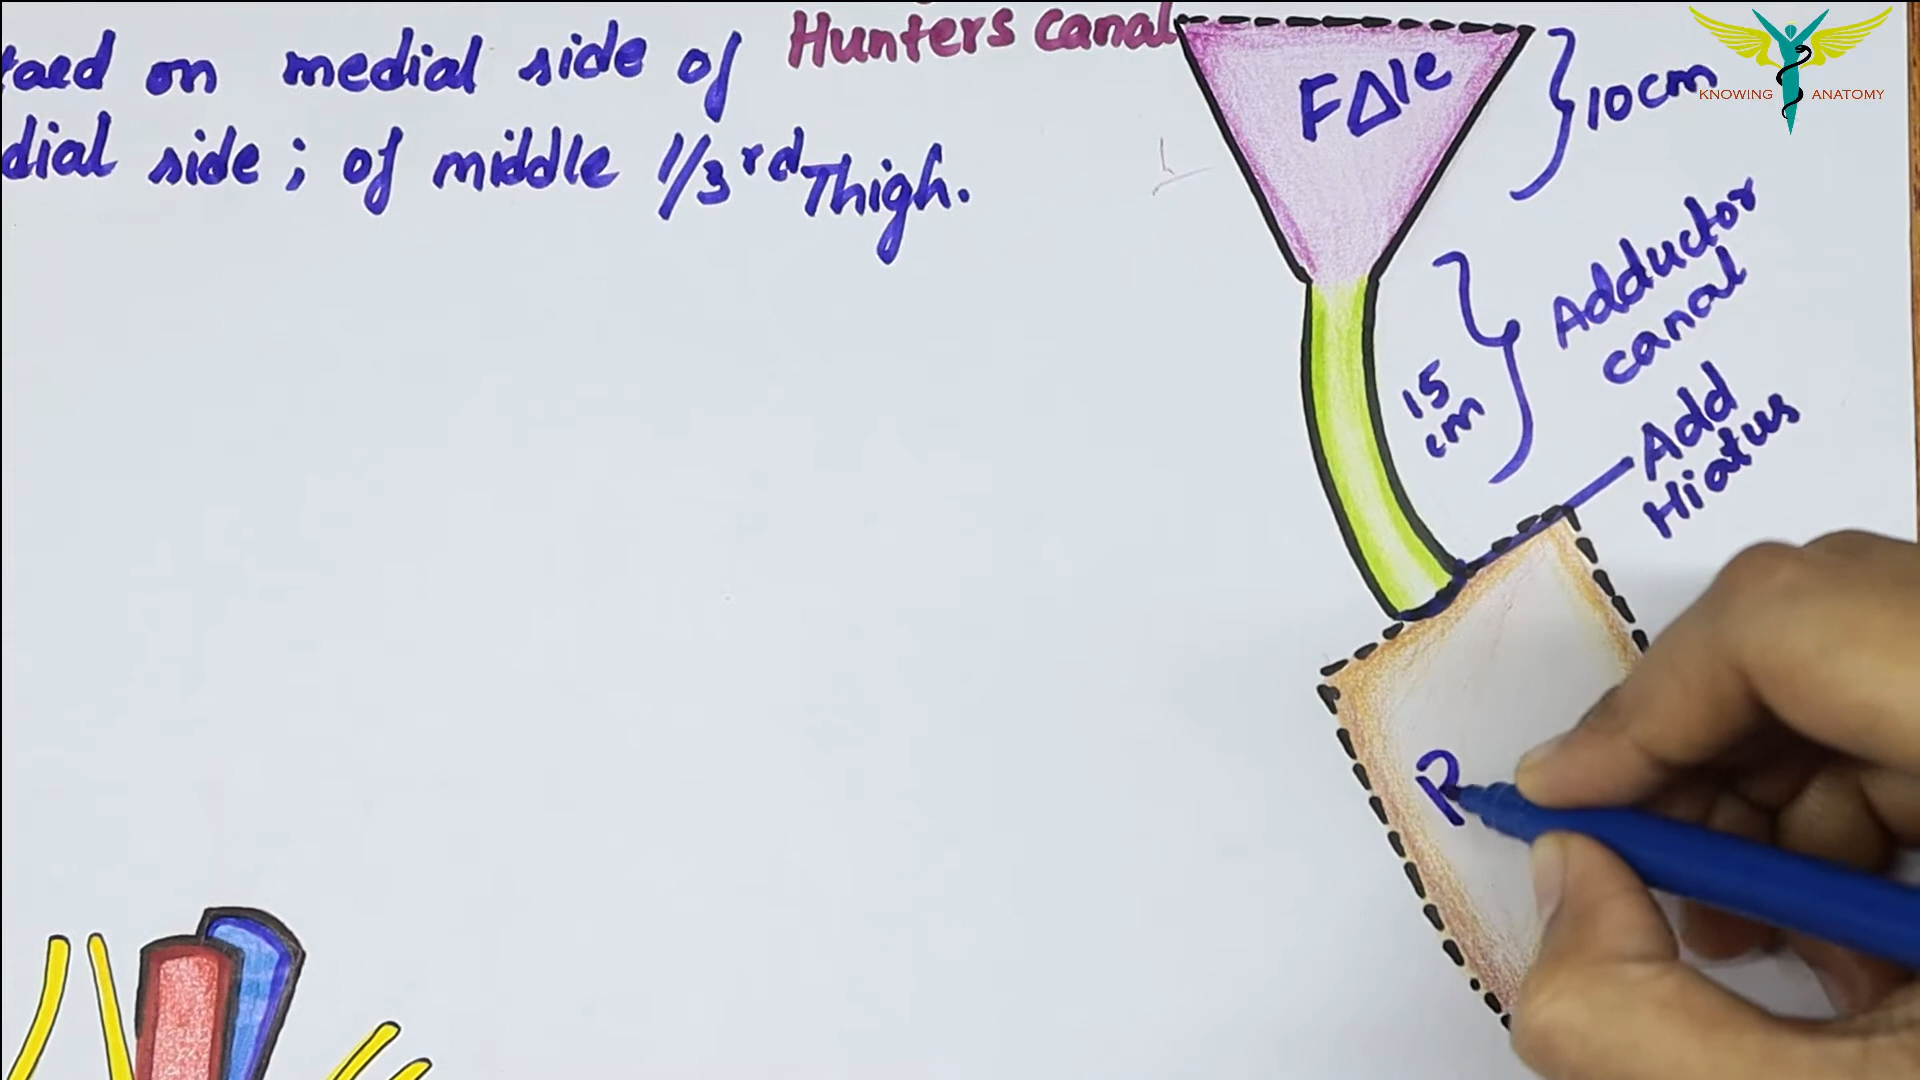 Hunters canal
on medial side of
side; of middle 1/3rd Thigh.
FΔle
10cm
KNOWING ANATOMY
Adductor
canal
15
cm
Add
Hiatus